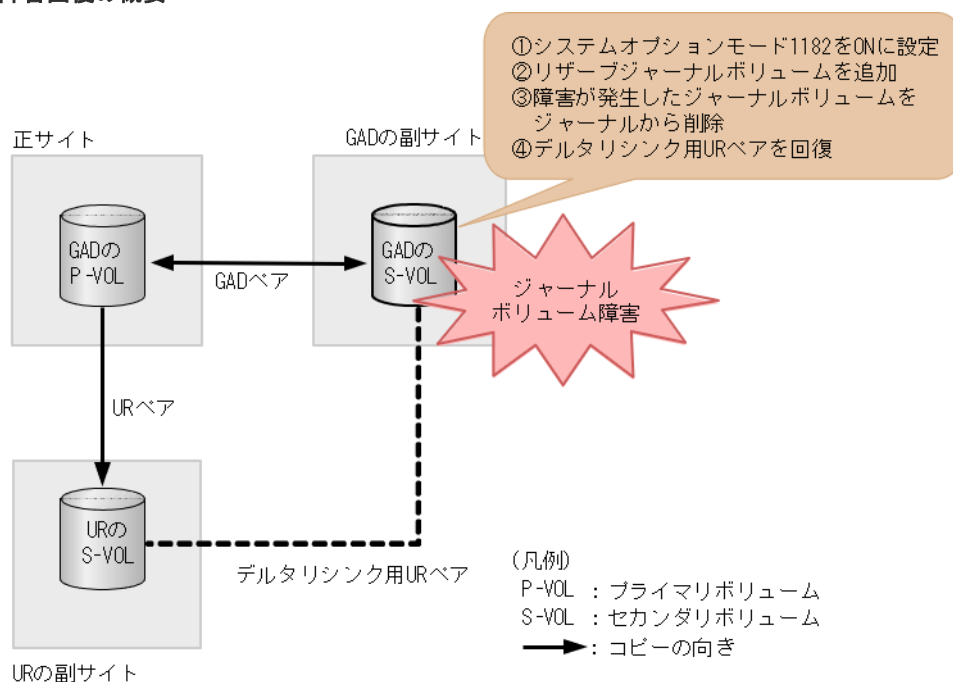 ①システムオプションモード1182をONに設定
②リザーブジャーナルボリュームを追加
③障害が発生したジャーナルボリュームを
ジャーナルから削除
④デルタリシンク用URペアを回復
正サイト
GADの副サイト
GADの
P-VOL
GADペア
GADの
S-VOL
ジャーナル
ボリューム障害
URペア
URの
S-VOL
デルタリシンク用URペア
URの副サイト
(凡例)
P-VOL : プライマリボリューム
S-VOL : セカンダリボリューム
: コピーの向き